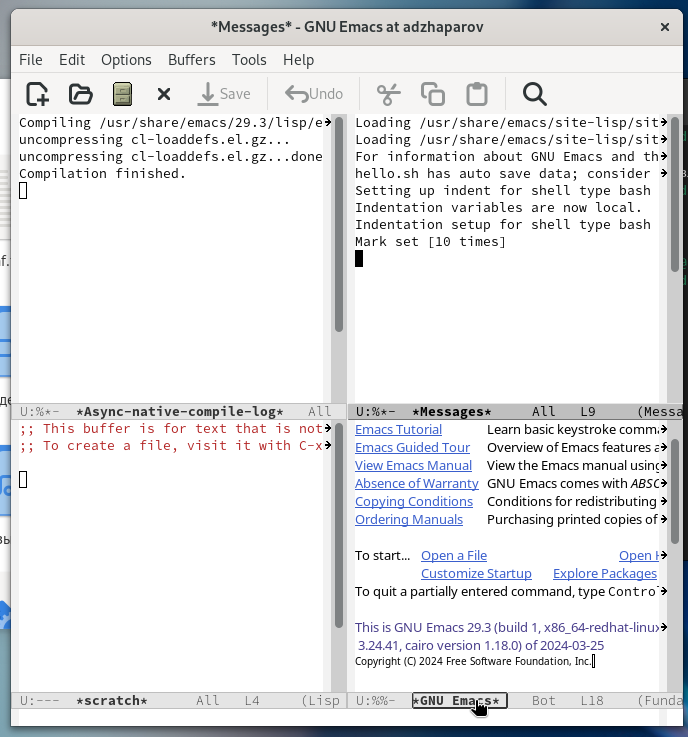 *Messages* - GNU Emacs at adzhaparov
File Edit Options Buffers Tools Help
Save Undo
Compiling /usr/share/emacs/29.3/lisp/e
uncompressing cl-loaddefs.el.gz...
uncompressing cl-loaddefs.el.gz...done
Compilation finished.
U:%*- *Async-native-compile-log* All
Loading /usr/share/emacs/site-lisp/sit
Loading /usr/share/emacs/site-lisp/sit
For information about GNU Emacs and th
hello.sh has auto save data; consider
Setting up indent for shell type bash
Indentation variables are now local.
Indentation setup for shell type bash
Mark set [10 times]
U:%*- *Messages* All L9 (Messa
;; This buffer is for text that is not
;; To create a file, visit it with C-x
U:--- *scratch* All L4 (Lisp
Emacs Tutorial Learn basic keystroke comma
Emacs Guided Tour Overview of Emacs features a
View Emacs Manual View the Emacs manual using
Absence of Warranty GNU Emacs comes with ABSO
Copying Conditions Conditions for redistributing
Ordering Manuals Purchasing printed copies of
To start... Open a File Open H
Customize Startup Explore Packages
To quit a partially entered command, type Control
This is GNU Emacs 29.3 (build 1, x86_64-redhat-linux
3.24.41, cairo version 1.18.0) of 2024-03-25
Copyright (C) 2024 Free Software Foundation, Inc.
U:%%- *GNU Emacs* Bot L18 (Funda